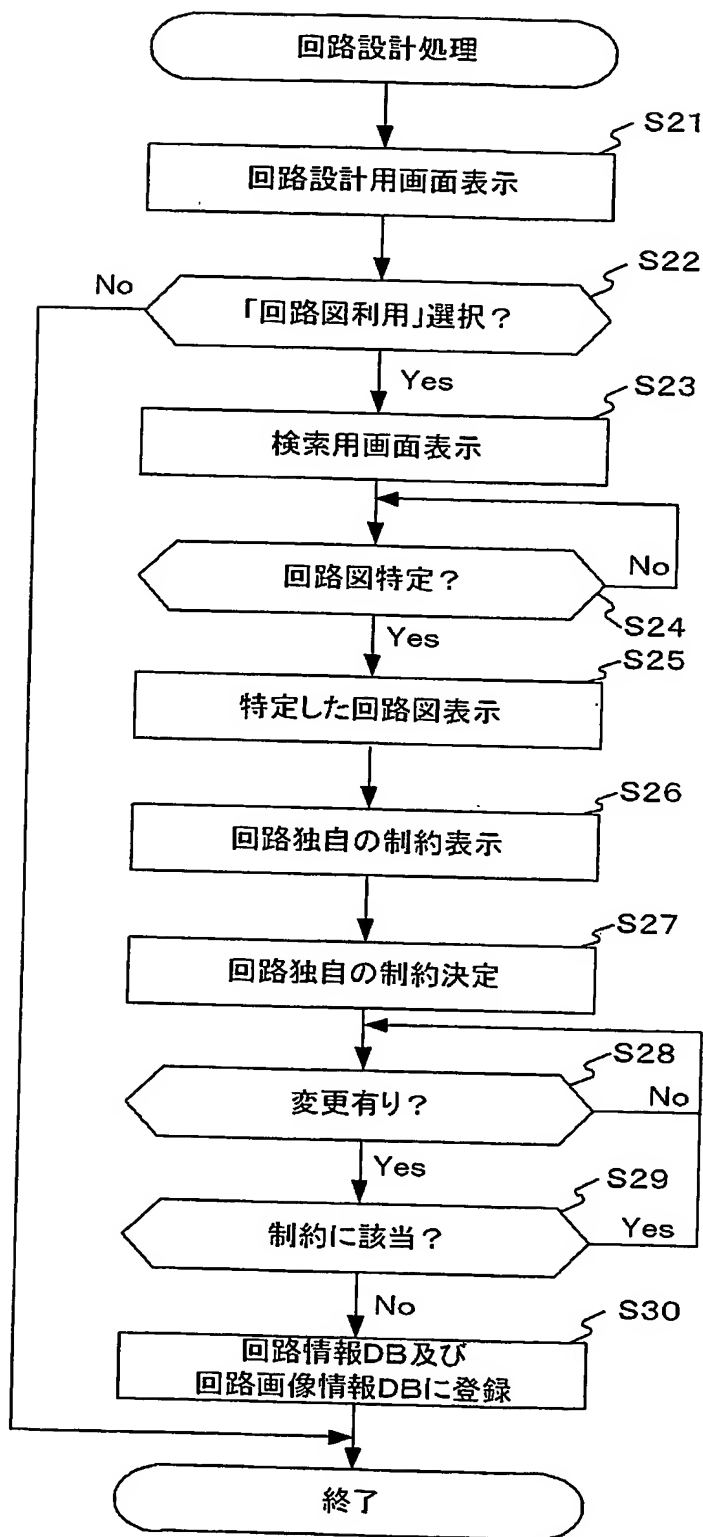 回路設計処理
S21
回路設計用画面表示
S22
No
「回路図利用」選択？
Yes
S23
検索用画面表示
回路図特定？
No
S24
Yes
S25
特定した回路図表示
S26
回路独自の制約表示
S27
回路独自の制約決定
S28
変更有り？
No
Yes
S29
制約に該当？
Yes
No
S30
回路情報DB及び
回路画像情報DBに登録
終了